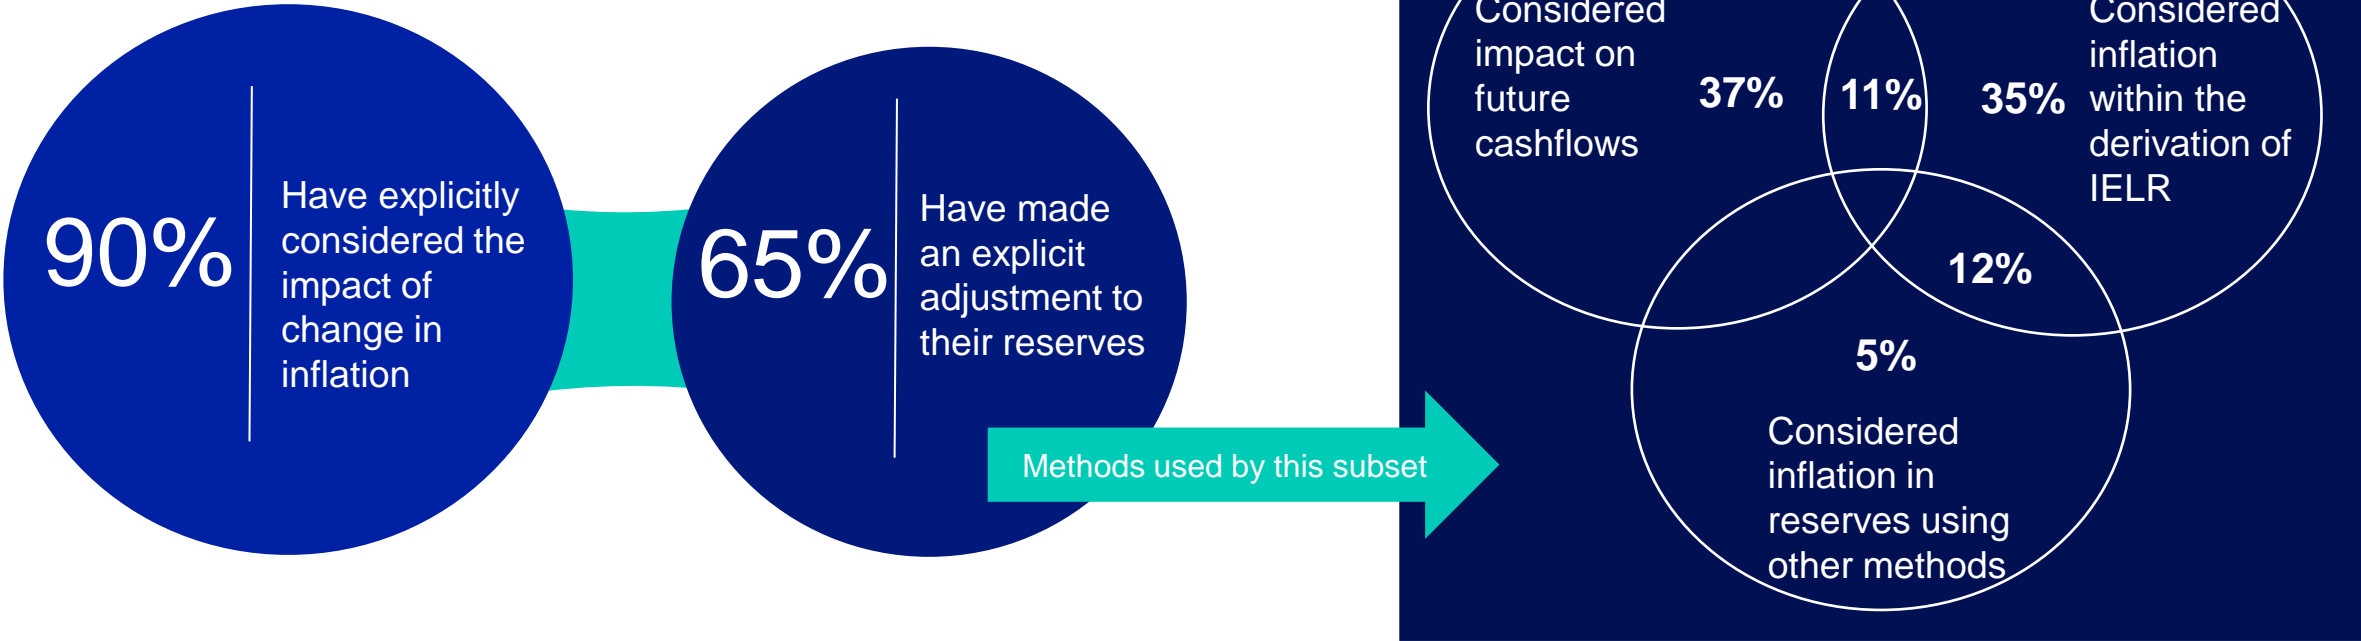 90%
Have explicitly
considered the
impact of
change in
inflation
65%
Have made
an explicit
adjustment to
their reserves
Methods used by this subset
Considered
impact on
future
cashflows
37%
11%
35%
Considered
inflation
within the
derivation of
IELR
12%
5%
Considered
inflation in
reserves using
other methods